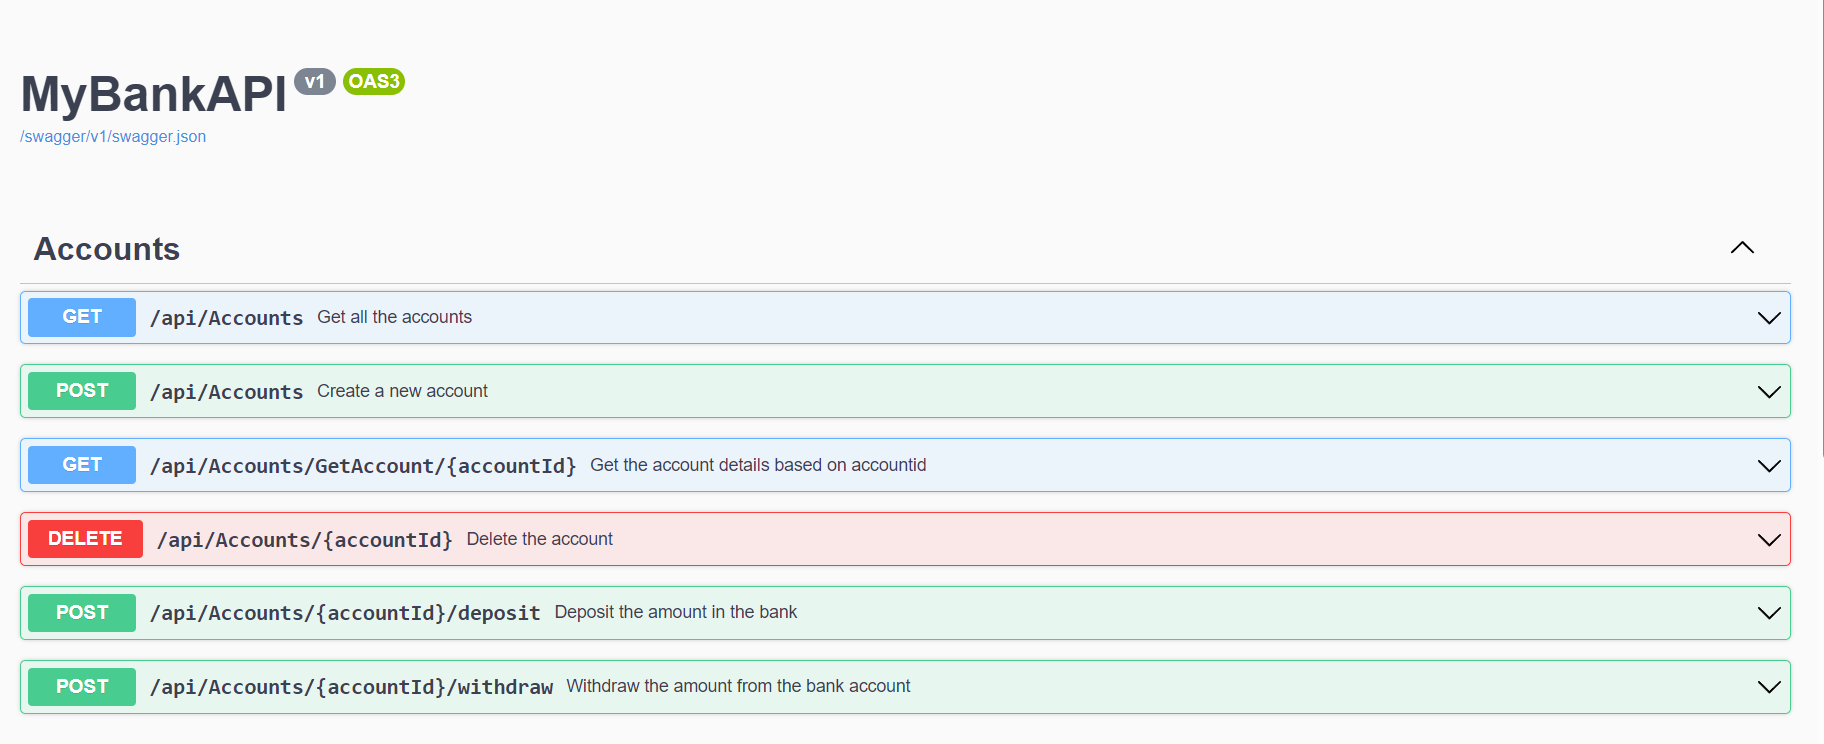 MyBankAPI v1 OAS3
/swagger/v1/swagger.json
Accounts
GET /api/Accounts Get all the accounts
POST /api/Accounts Create a new account
GET /api/Accounts/GetAccount/{accountId} Get the account details based on accountid
DELETE /api/Accounts/{accountId} Delete the account
POST /api/Accounts/{accountId}/deposit Deposit the amount in the bank
POST /api/Accounts/{accountId}/withdraw Withdraw the amount from the bank account